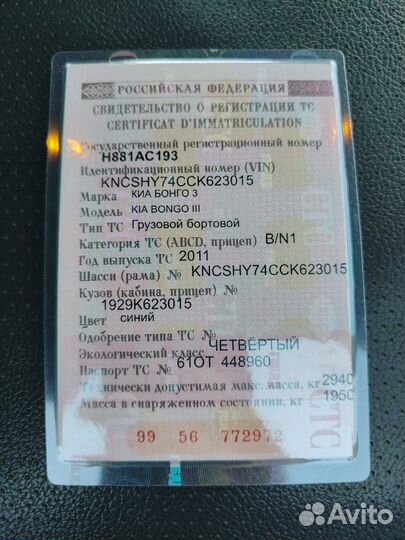 РОССИЙСКАЯ ФЕДЕРАЦИЯ
СВИДЕТЕЛЬСТВО О РЕГИСТРАЦИИ ТС
CERTIFICAT D'IMMATRICULATION
Государственный регистрационный номер
Н881АС193
Идентификационный номер (VIN)
KNCSHY74CCK623015
Марка КИА БОНГО 3
Модель KIA BONGO III
Тип ТС Грузовой бортовой
Категория ТС (ABCD, прицеп) B/N1
Год выпуска ТС 2011
Шасси (рама) № KNCSHY74CCK623015
Кузов (кабина, прицеп) №
1929K623015
Цвет синий
Одобрение типа ТС №
Экологический класс ЧЕТВЁРТЫЙ
Паспорт ТС № 61ОТ 448960
Технически допустимая макс. масса, кг 2940
Масса в снаряженном состоянии, кг 1950
99 56 772972
СТС
Avito